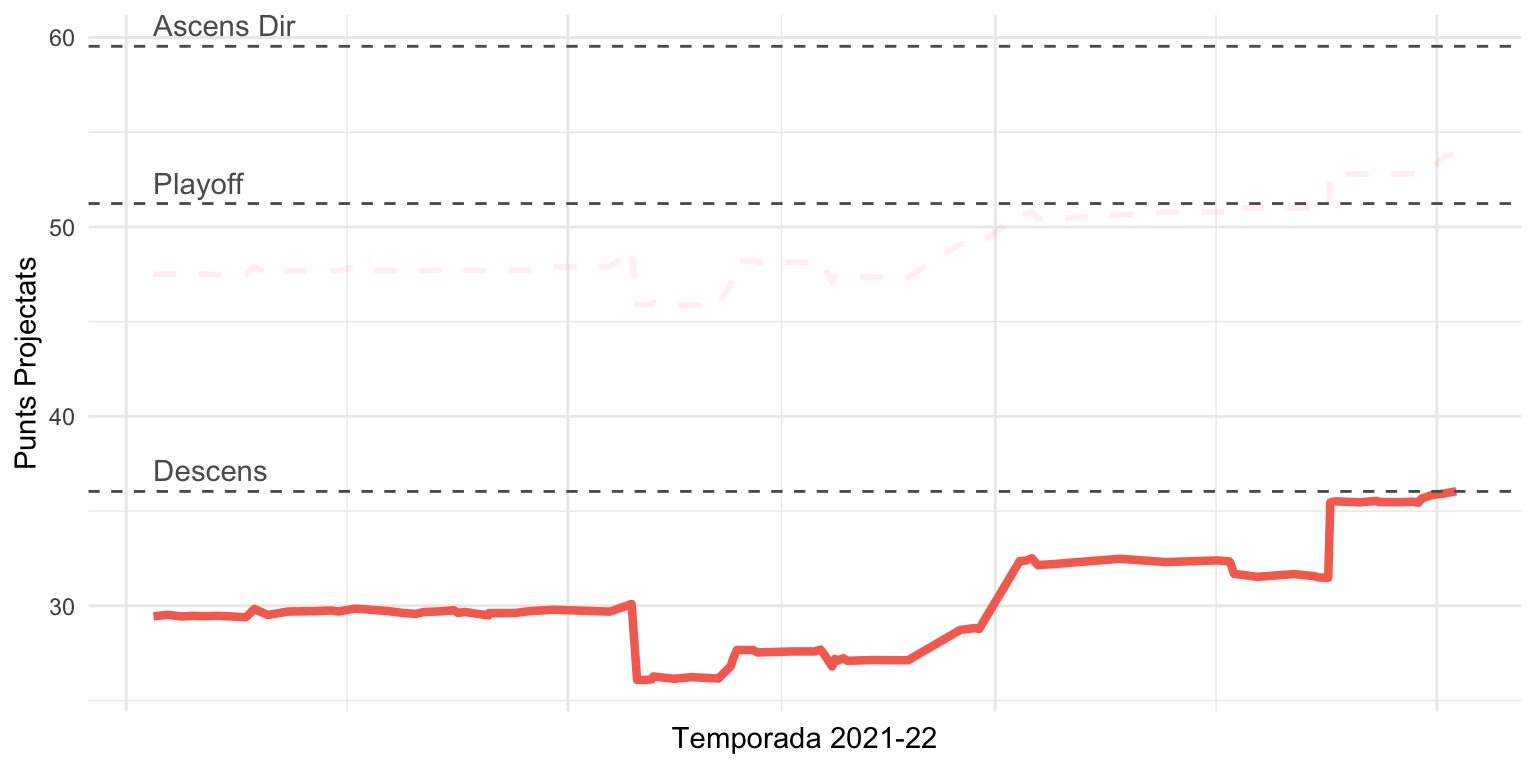 Ascens Dir
60
Playoff
50
40
Descens
30
Punts Projectats
Temporada 2021-22